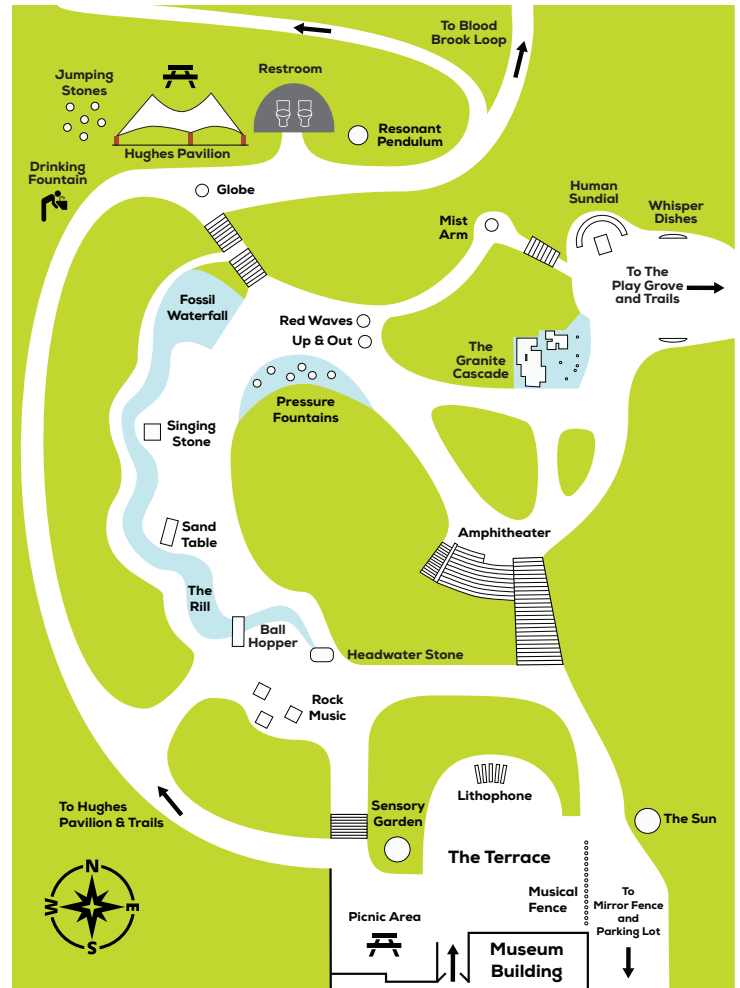 To Blood
Brook Loop
Jumping
Stones
Restroom
Resonant
Pendulum
Hughes Pavilion
Drinking
Fountain
Globe
Human
Sundial
Whisper
Dishes
Mist
Arm
To The
Play Grove
and Trails
Fossil
Waterfall
Red Waves
Up & Out
The
Granite
Cascade
Pressure
Fountains
Singing
Stone
Sand
Table
Amphitheater
The
Rill
Ball
Hopper
Headwater Stone
Rock
Music
Lithophone
To Hughes
Pavilion & Trails
Sensory
Garden
The Sun
The Terrace
Musical
Fence
To
Mirror Fence
and
Parking Lot
Picnic Area
Museum
Building
N
W
E
S